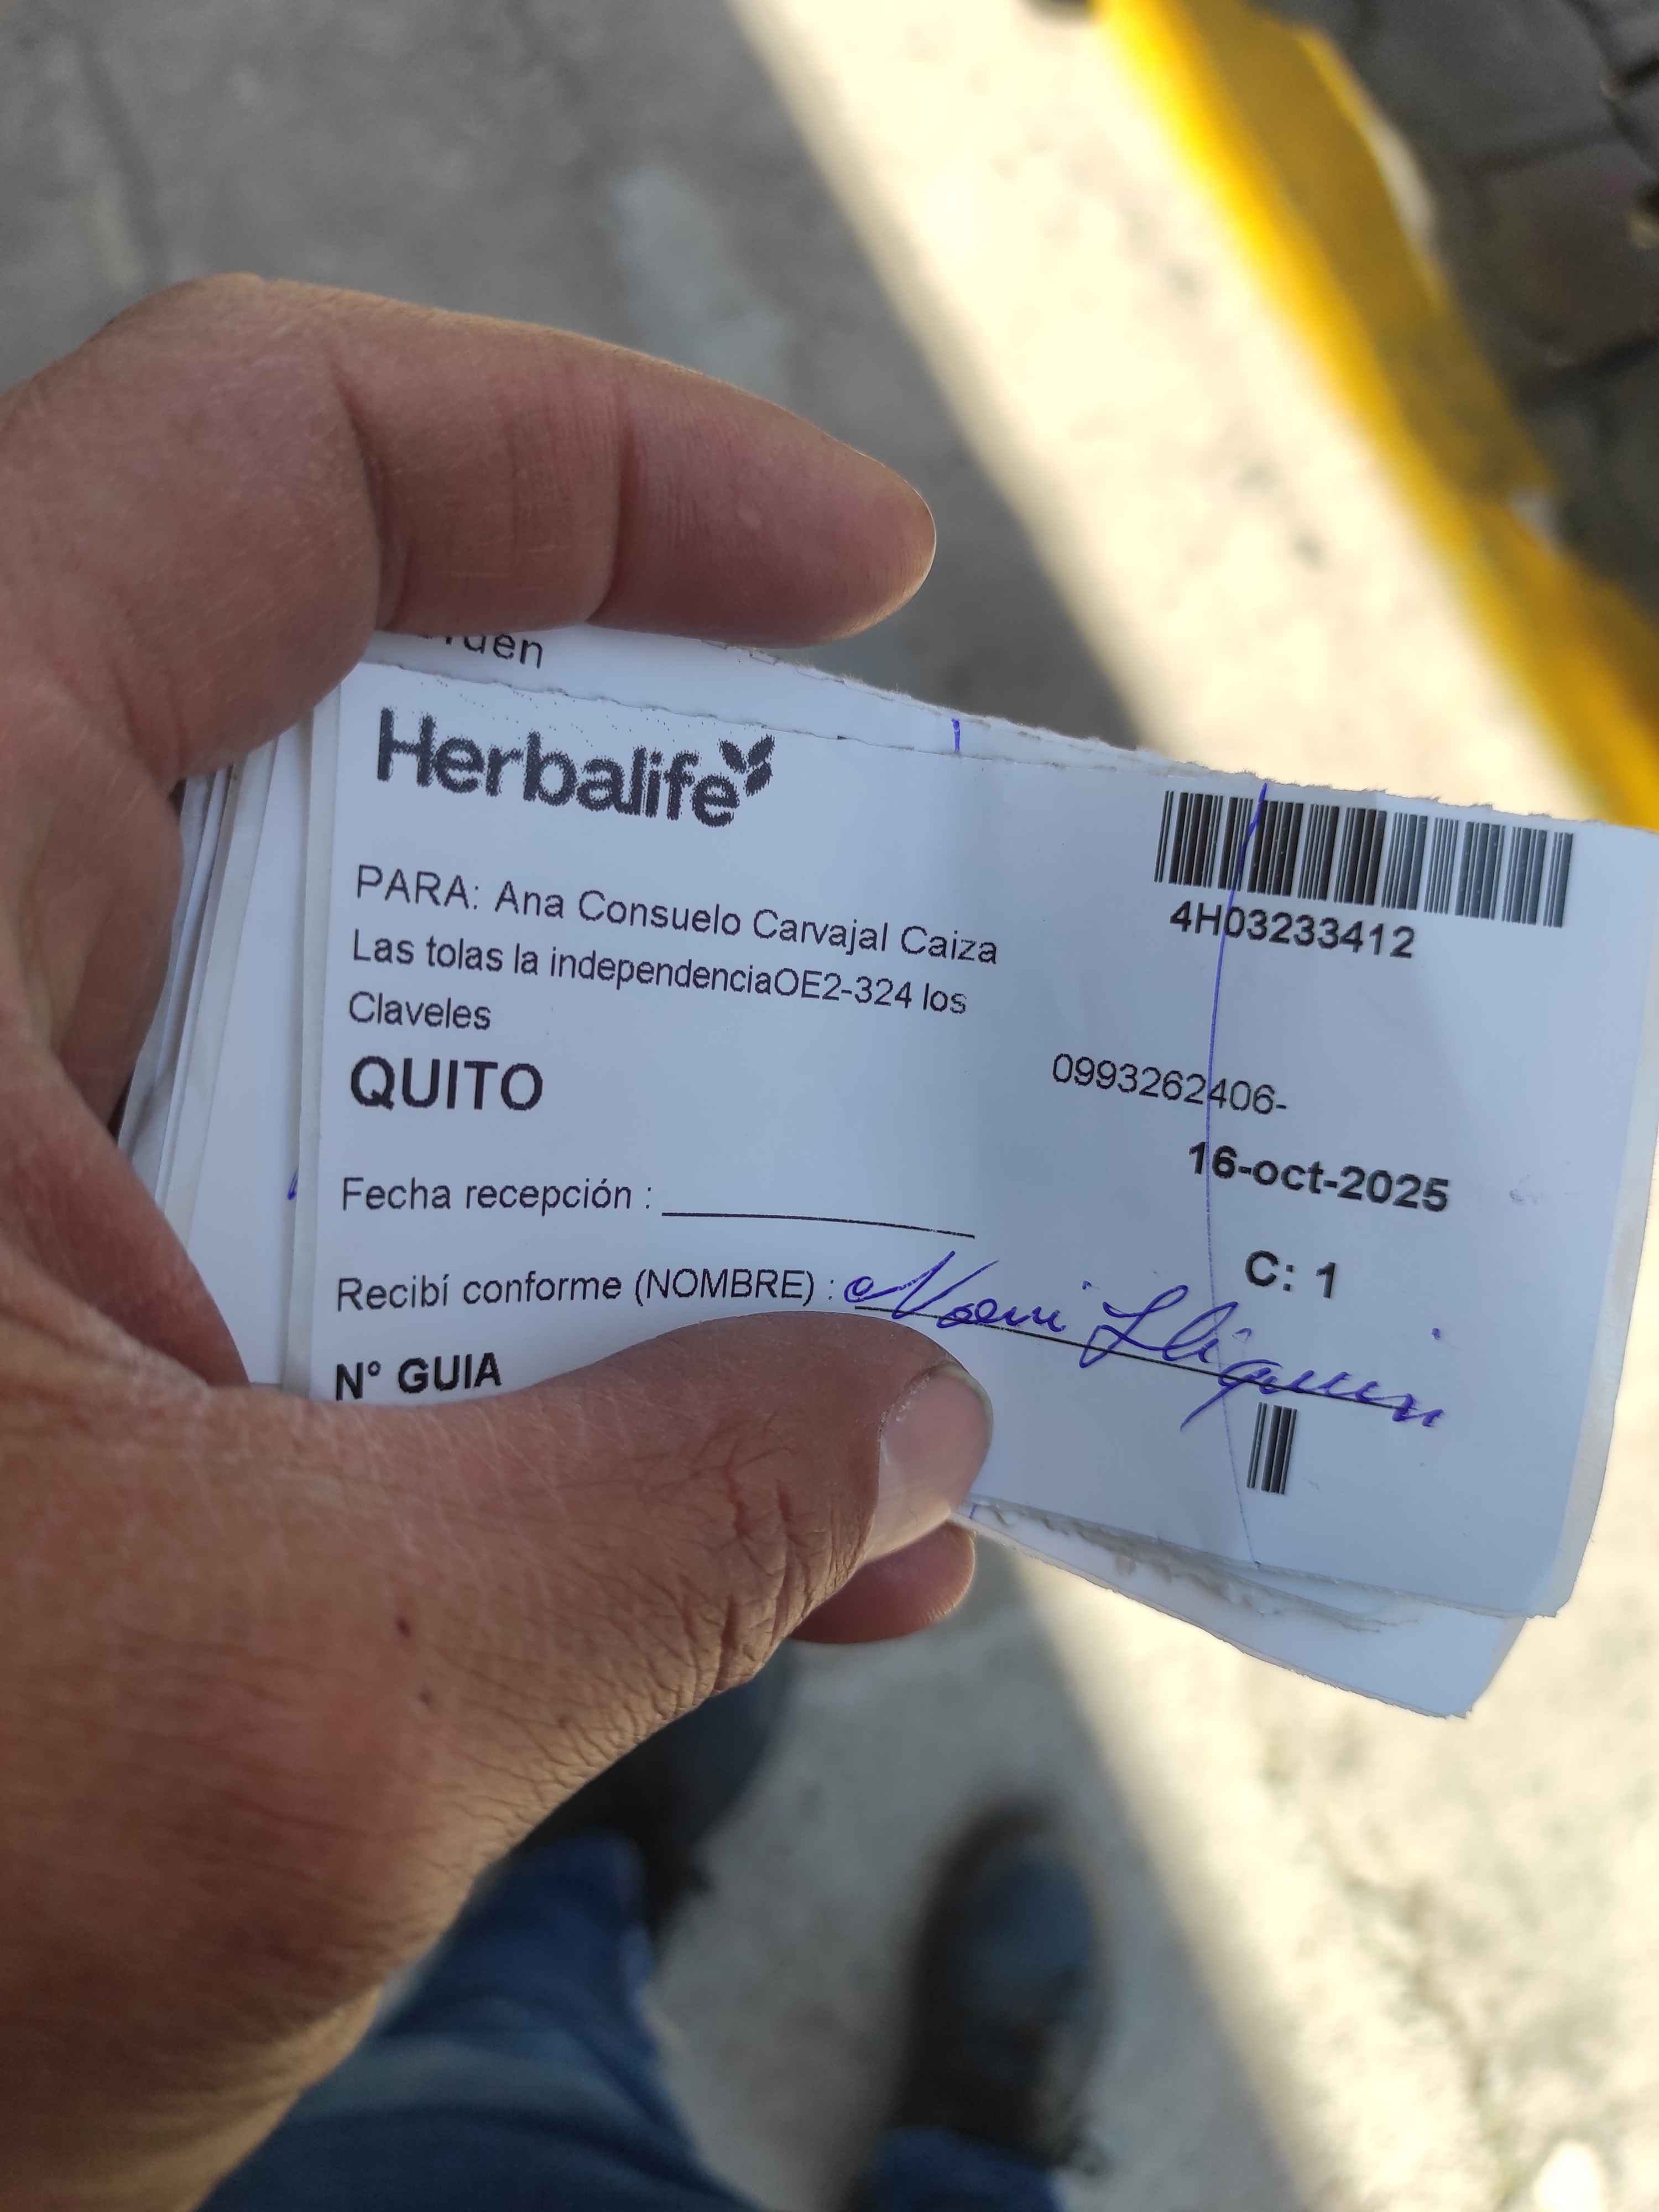 Herbalife
4H03233412
PARA: Ana Consuelo Carvajal Caiza
Las tolas la independenciaOE2-324 los
Claveles
QUITO
0993262406-
16-oct-2025
Fecha recepción :
C: 1
Recibí conforme (NOMBRE) : Noemi
N° GUIA